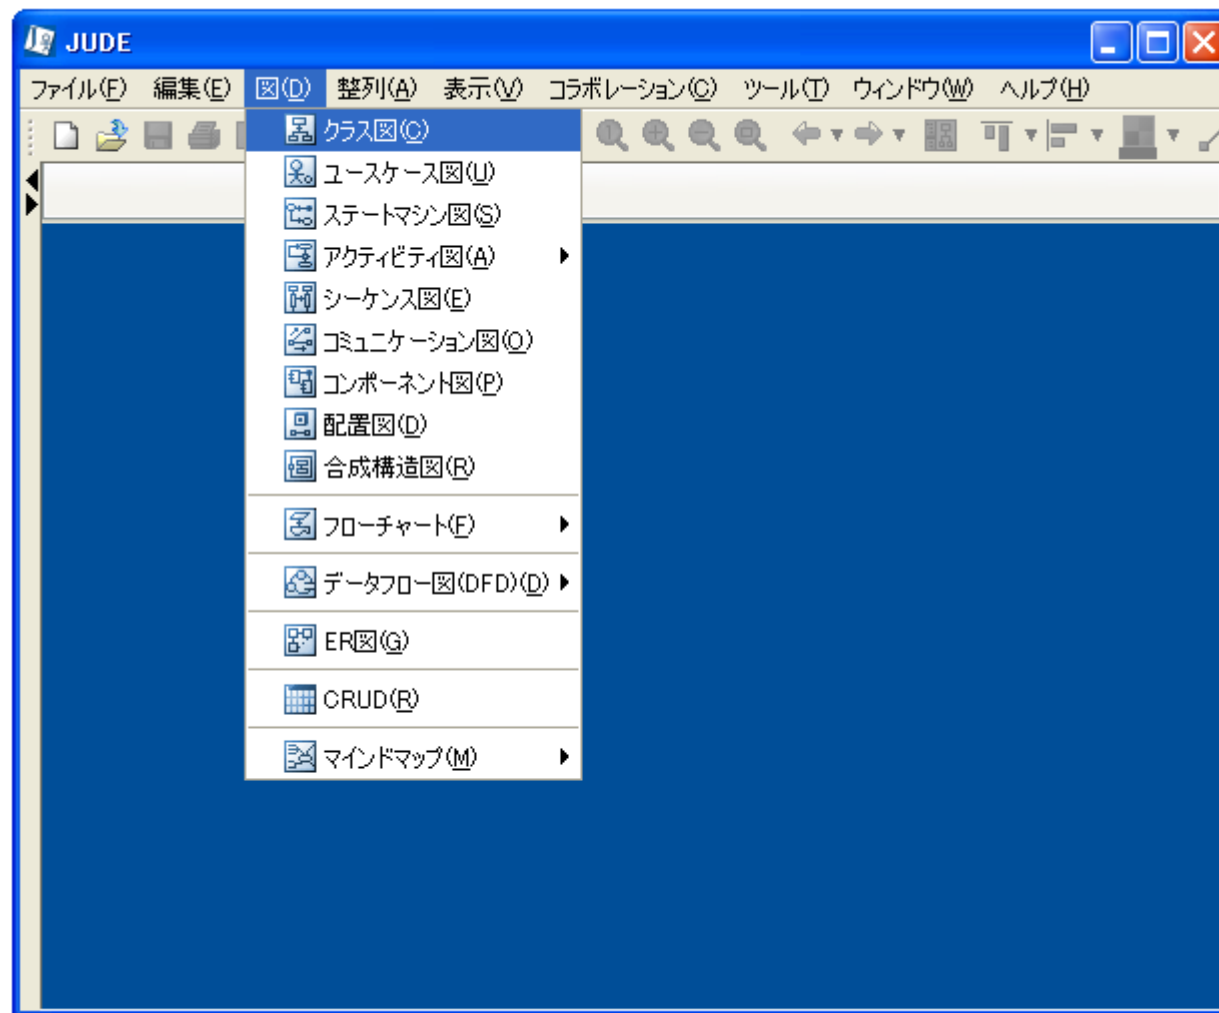 JUDE
ファイル(F) 編集(E) 図(D) 整列(A) 表示(V) コラボレーション(C) ツール(T) ウィンドウ(W) ヘルプ(H)
クラス図(C)
ユースケース図(U)
ステートマシン図(S)
アクティビティ図(A)
シーケンス図(E)
コミュニケーション図(O)
コンポーネント図(P)
配置図(D)
合成構造図(R)
フローチャート(F)
データフロー図(DFD)(D)
ER図(G)
CRUD(R)
マインドマップ(M)